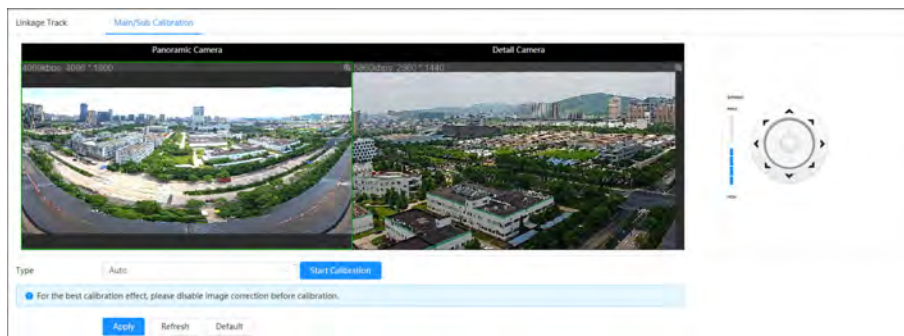 Linkage Track Main/Sub Calibration
Panoramic Camera Detail Camera
Type Auto Start Calibration
For the best calibration effect, please disable image correction before calibration.
Apply Refresh Default